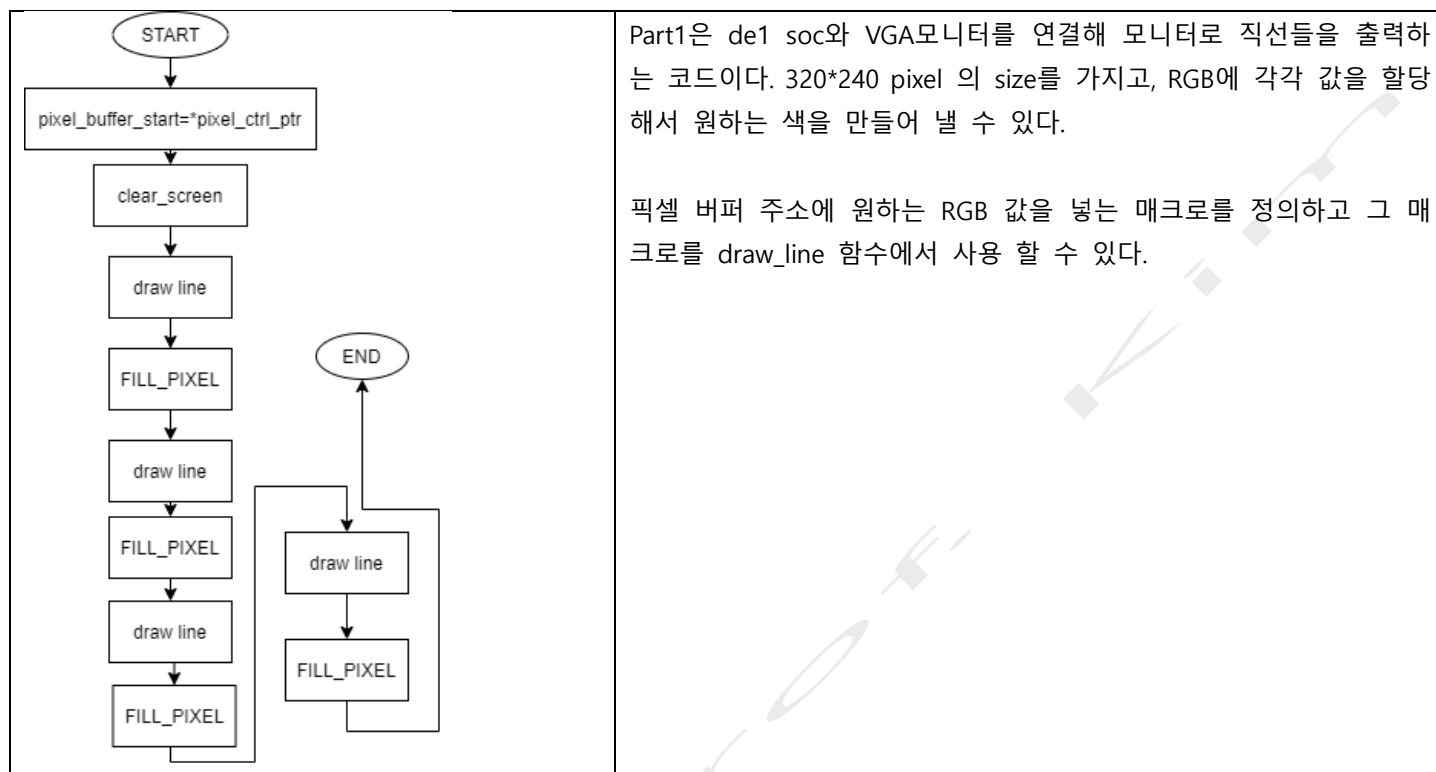 START
pixel_buffer_start=*pixel_ctrl_ptr
clear_screen
draw line
FILL_PIXEL
draw line
FILL_PIXEL
draw line
FILL_PIXEL
draw line
FILL_PIXEL
END
Part1은 de1 soc와 VGA모니터를 연결해 모니터로 직선들을 출력하
는 코드이다. 320*240 pixel 의 size를 가지고, RGB에 각각 값을 할당
해서 원하는 색을 만들어 낼 수 있다.
픽셀 버퍼 주소에 원하는 RGB 값을 넣는 매크로를 정의하고 그 매
크로를 draw_line 함수에서 사용 할 수 있다.